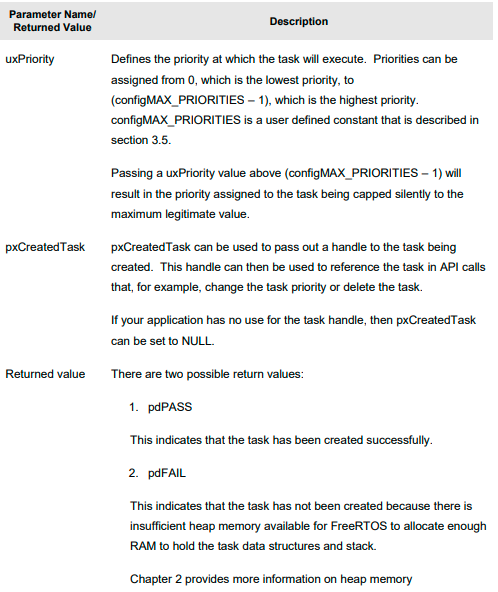 Parameter Name/
Returned Value
Description
uxPriority
Defines the priority at which the task will execute.  Priorities can be
assigned from 0, which is the lowest priority, to
(configMAX_PRIORITIES – 1), which is the highest priority.
configMAX_PRIORITIES is a user defined constant that is described in
section 3.5.
Passing a uxPriority value above (configMAX_PRIORITIES – 1) will
result in the priority assigned to the task being capped silently to the
maximum legitimate value.
pxCreatedTask
pxCreatedTask can be used to pass out a handle to the task being
created.  This handle can then be used to reference the task in API calls
that, for example, change the task priority or delete the task.
If your application has no use for the task handle, then pxCreatedTask
can be set to NULL.
Returned value
There are two possible return values:
1. pdPASS
This indicates that the task has been created successfully.
2. pdFAIL
This indicates that the task has not been created because there is
insufficient heap memory available for FreeRTOS to allocate enough
RAM to hold the task data structures and stack.
Chapter 2 provides more information on heap memory